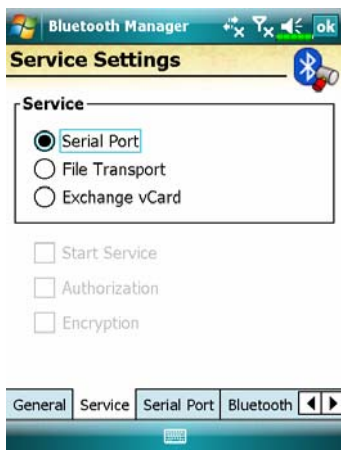 Bluetooth Manager ok
Service Settings
Service
Serial Port
File Transport
Exchange vCard
Start Service
Authorization
Encryption
General Service Serial Port Bluetooth